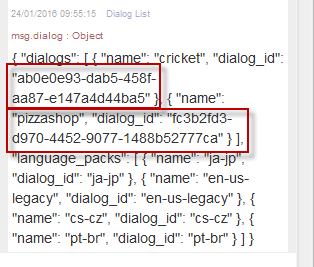 24/01/2016 09:55:15 Dialog List
msg.dialog : Object
{ "dialogs": [ { "name": "cricket", "dialog_id":
"ab0e0e93-dab5-458f-
aa87-e147a4d44ba5" }, { "name":
"pizzashop", "dialog_id": "fc3b2fd3-
d970-4452-9077-1488b52777ca" } ],
"language_packs": [ { "name": "ja-jp",
"dialog_id": "ja-jp" }, { "name": "en-us-
legacy", "dialog_id": "en-us-legacy" }, {
"name": "cs-cz", "dialog_id": "cs-cz" }, {
"name": "pt-br", "dialog_id": "pt-br" } ] }